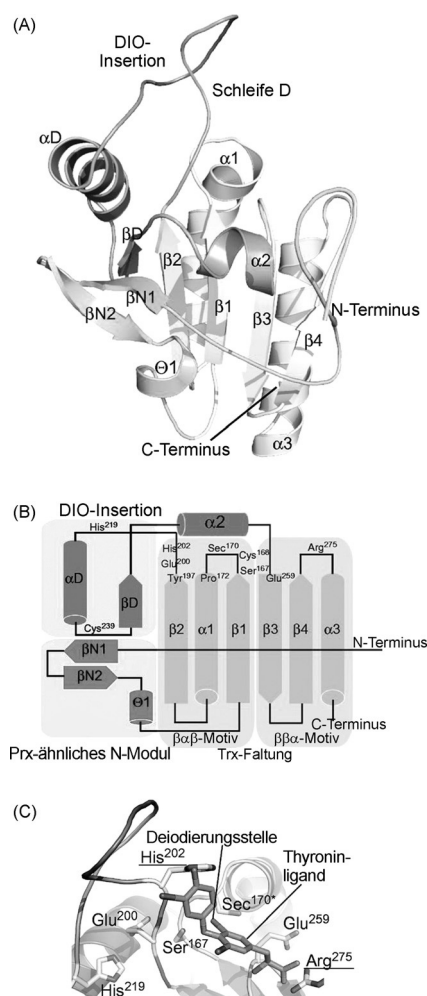 (A)
DIO-
Insertion
Schleife D
αD
α1
βD
β2
α2
βN1
βN2
β1
β3
N-Terminus
β4
Θ1
C-Terminus
α3
(B)
DIO-Insertion
His219
α2
His202
Sec170
Cys168
Arg275
Glu200
Ser167
Tyr197
Pro172
Glu259
αD
βD
β2
α1
β1
β3
β4
α3
Cys239
βN1
N-Terminus
βN2
Θ1
C-Terminus
βαβ-Motiv
ββα-Motiv
Prx-ähnliches N-Modul
Trx-Faltung
(C)
Deiodierungsstelle
His202
Thyronin-
ligand
Sec170*
Glu200
Glu259
Ser167
Arg275
His219